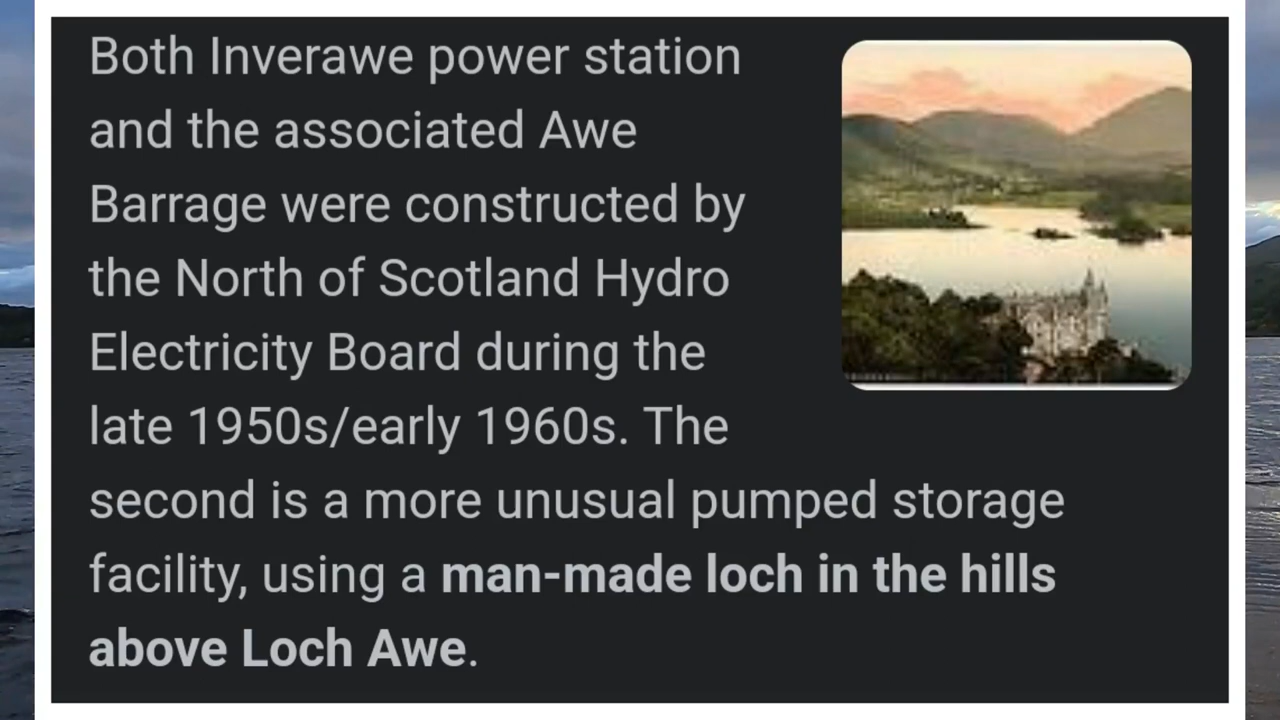 Both Inverawe power station
and the associated Awe
Barrage were constructed by
the North of Scotland Hydro
Electricity Board during the
late 1950s/early 1960s. The
second is a more unusual pumped storage
facility, using a man-made loch in the hills
above Loch Awe.